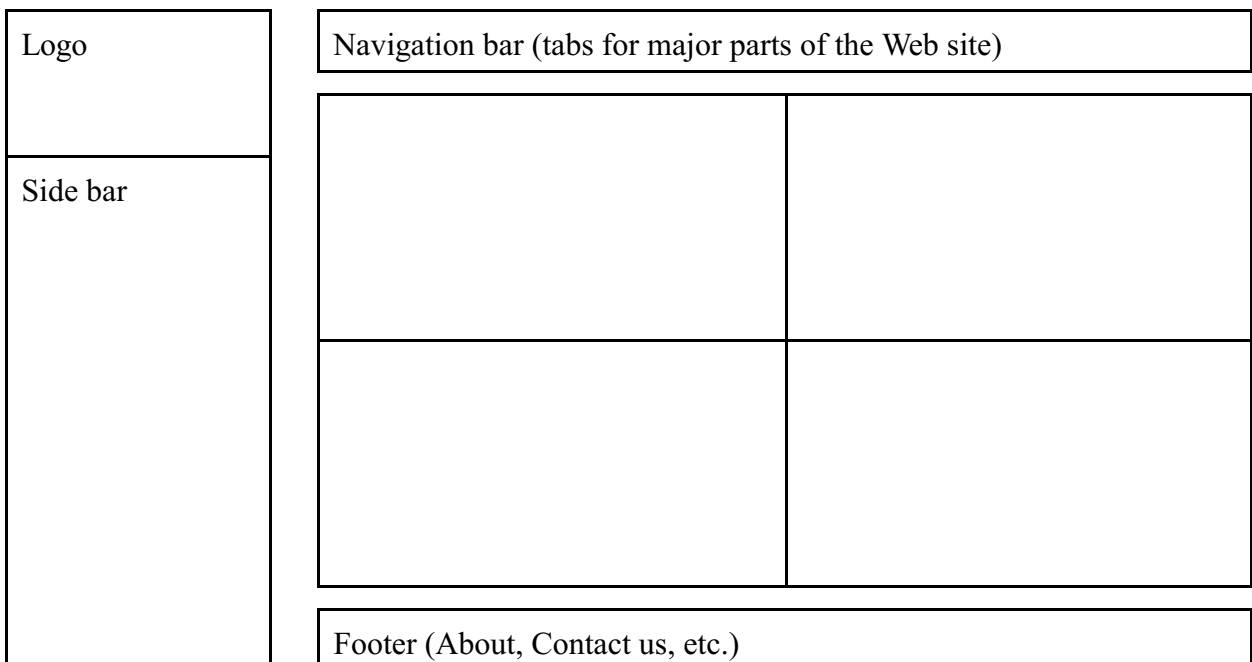 Logo
Navigation bar (tabs for major parts of the Web site)
Side bar
Footer (About, Contact us, etc.)